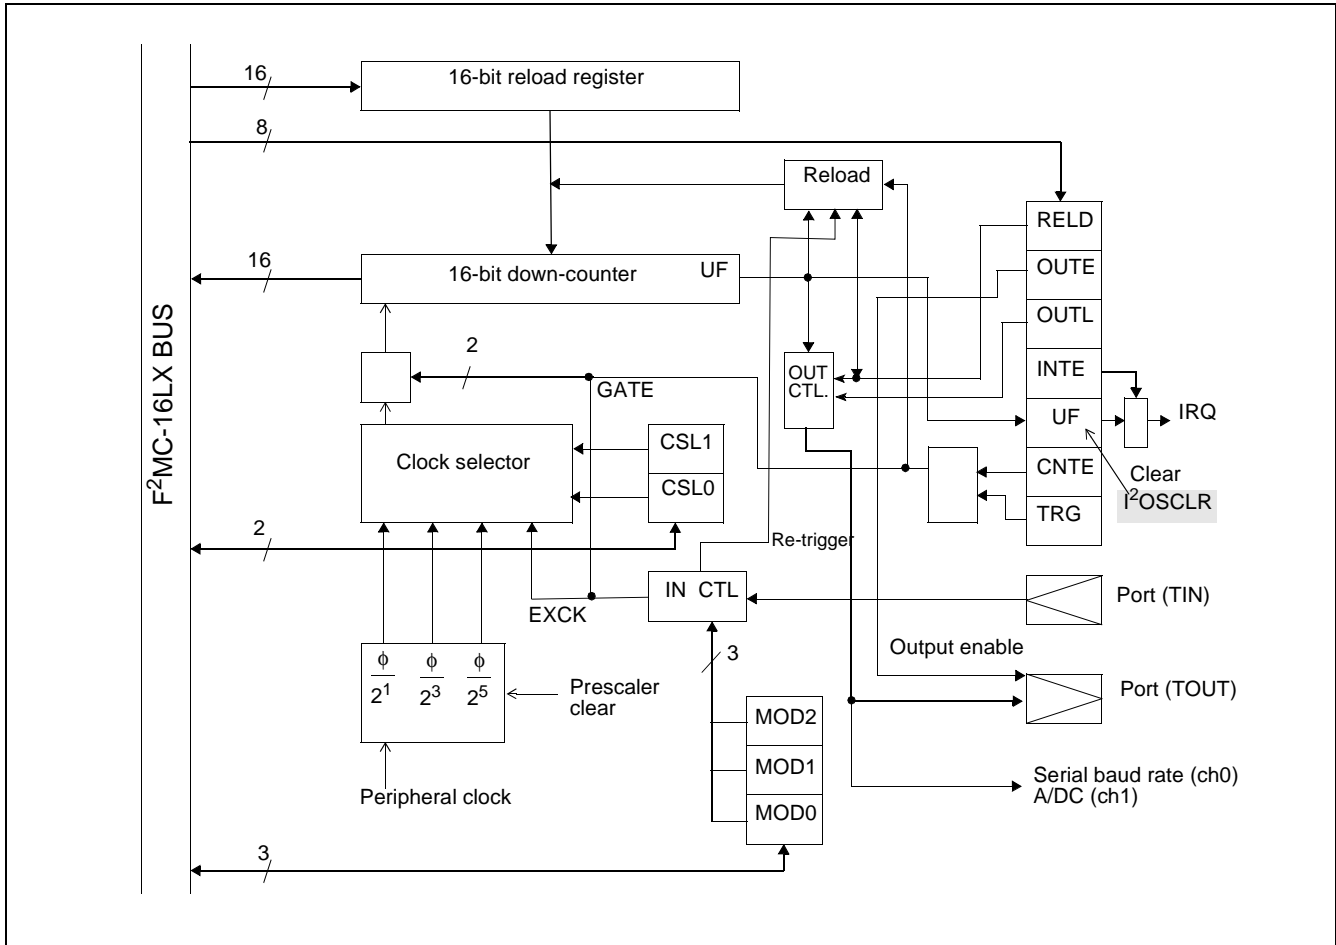 16
16-bit reload register
8
Reload
RELD
16
16-bit down-counter
UF
OUTE
OUTL
2
GATE
OUT
CTL.
INTE
UF
IRQ
F²MC-16LX BUS
Clock selector
CSL1
CSL0
CNTE
TRG
Clear
I²OSCLR
2
Re-trigger
IN CTL
EXCK
Port (TIN)
3
Output enable
φ
2¹
φ
2³
φ
2⁵
Prescaler
clear
Port (TOUT)
MOD2
MOD1
MOD0
Peripheral clock
Serial baud rate (ch0)
A/DC (ch1)
3